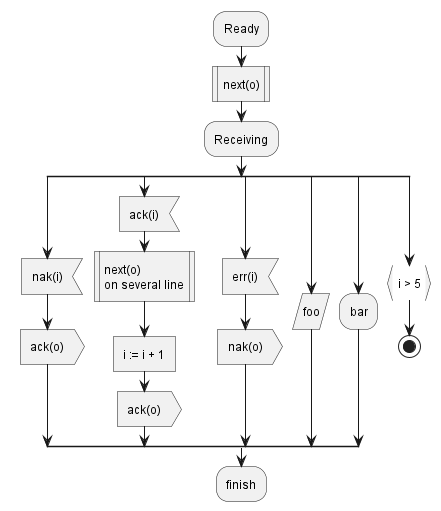 Ready
next(o)
Receiving
nak(i)
ack(o)
ack(i)
next(o)
on several line
i := i + 1
ack(o)
err(i)
nak(o)
foo
bar
i > 5
finish